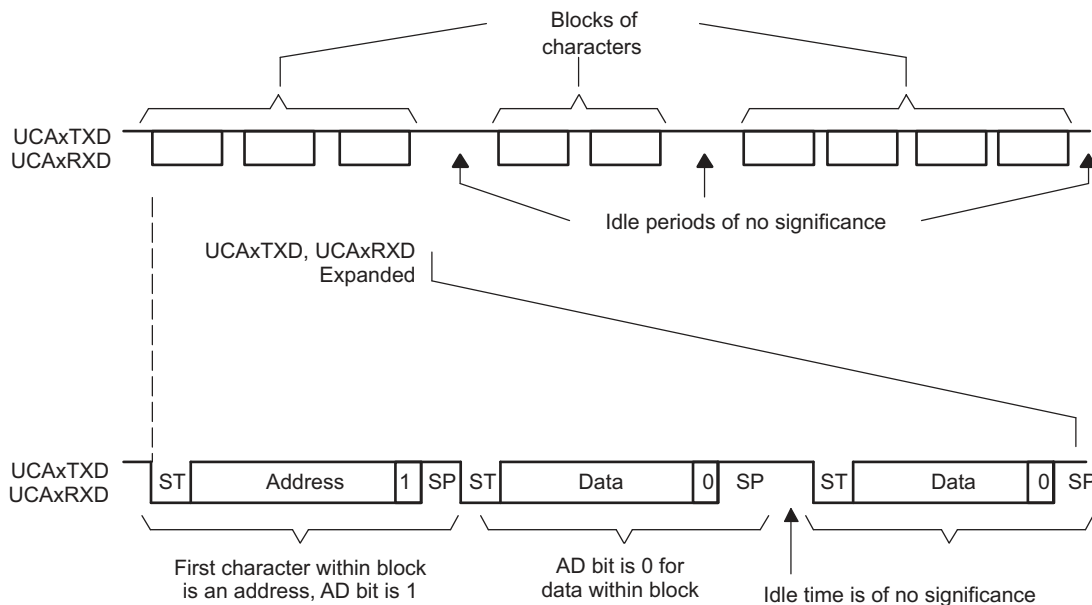 Blocks of
characters
UCAxTXD
UCAxRXD
Idle periods of no significance
UCAxTXD, UCAxRXD
Expanded
UCAxTXD
UCAxRXD
ST Address 1 SP ST Data 0 SP ST Data 0 SP
First character within block
is an address, AD bit is 1
AD bit is 0 for
data within block
Idle time is of no significance